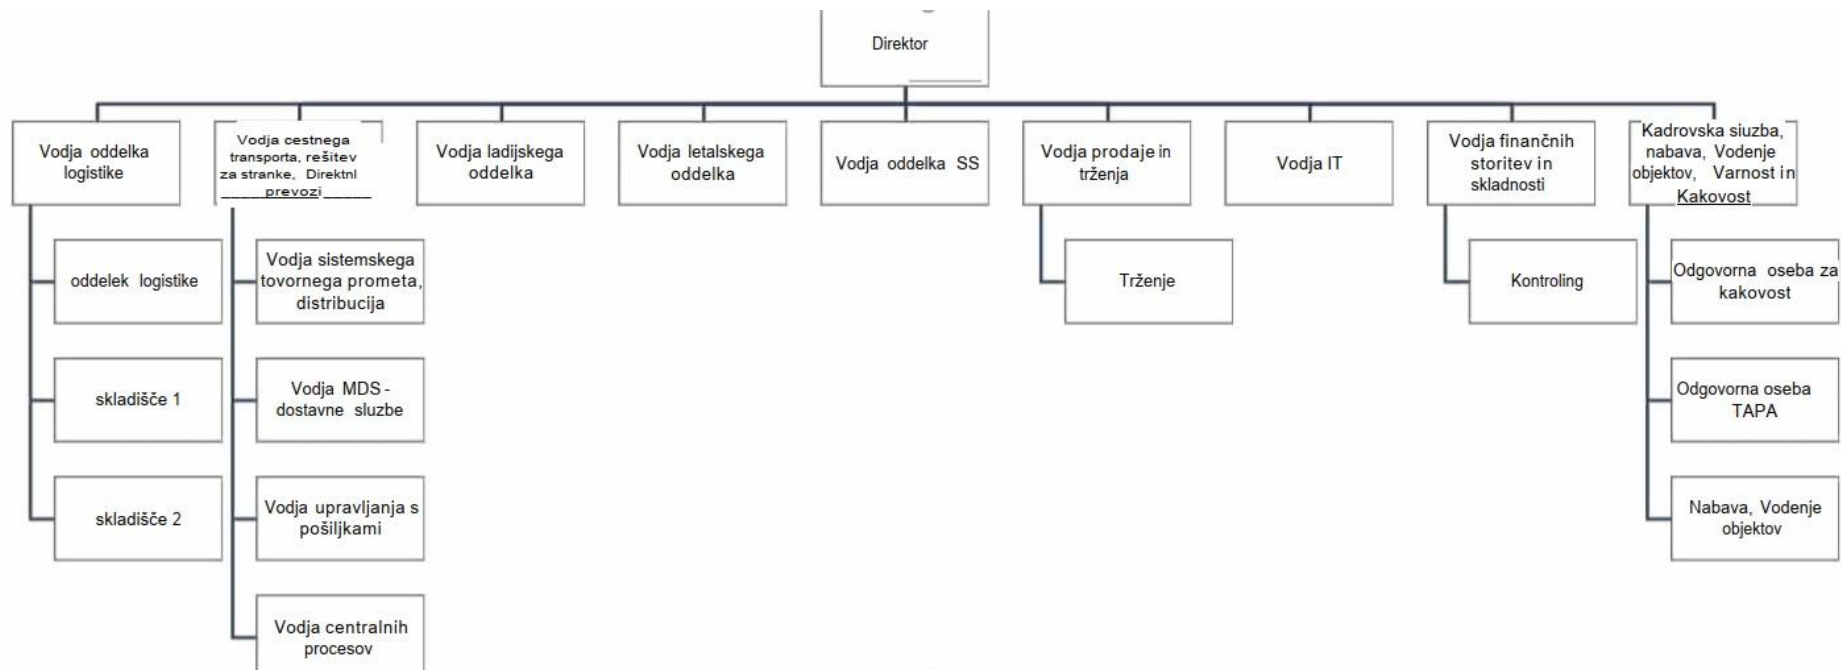 Direktor
Vodja oddelka
logistike
Vodja cestnega
transporta, rešitev
za stranke, Direktnl
prevozi
Vodja ladijskega
oddelka
Vodja letalskega
oddelka
Vodja oddelka SS
Vodja prodaje in
trženja
Vodja IT
Vodja finančnih
storitev in
skladnosti
Kadrovska siuzba,
nabava, Vodenje
objektov, Varnost in
Kakovost
oddelek logistike
skladišče 1
skladišče 2
Vodja sistemskega
tovornega prometa,
distribucija
Vodja MDS -
dostavne sluzbe
Vodja upravljanja s
pošiljkami
Vodja centralnih
procesov
Trženje
Kontroling
Odgovorna oseba za
kakovost
Odgovorna oseba
TAPA
Nabava, Vodenje
objektov